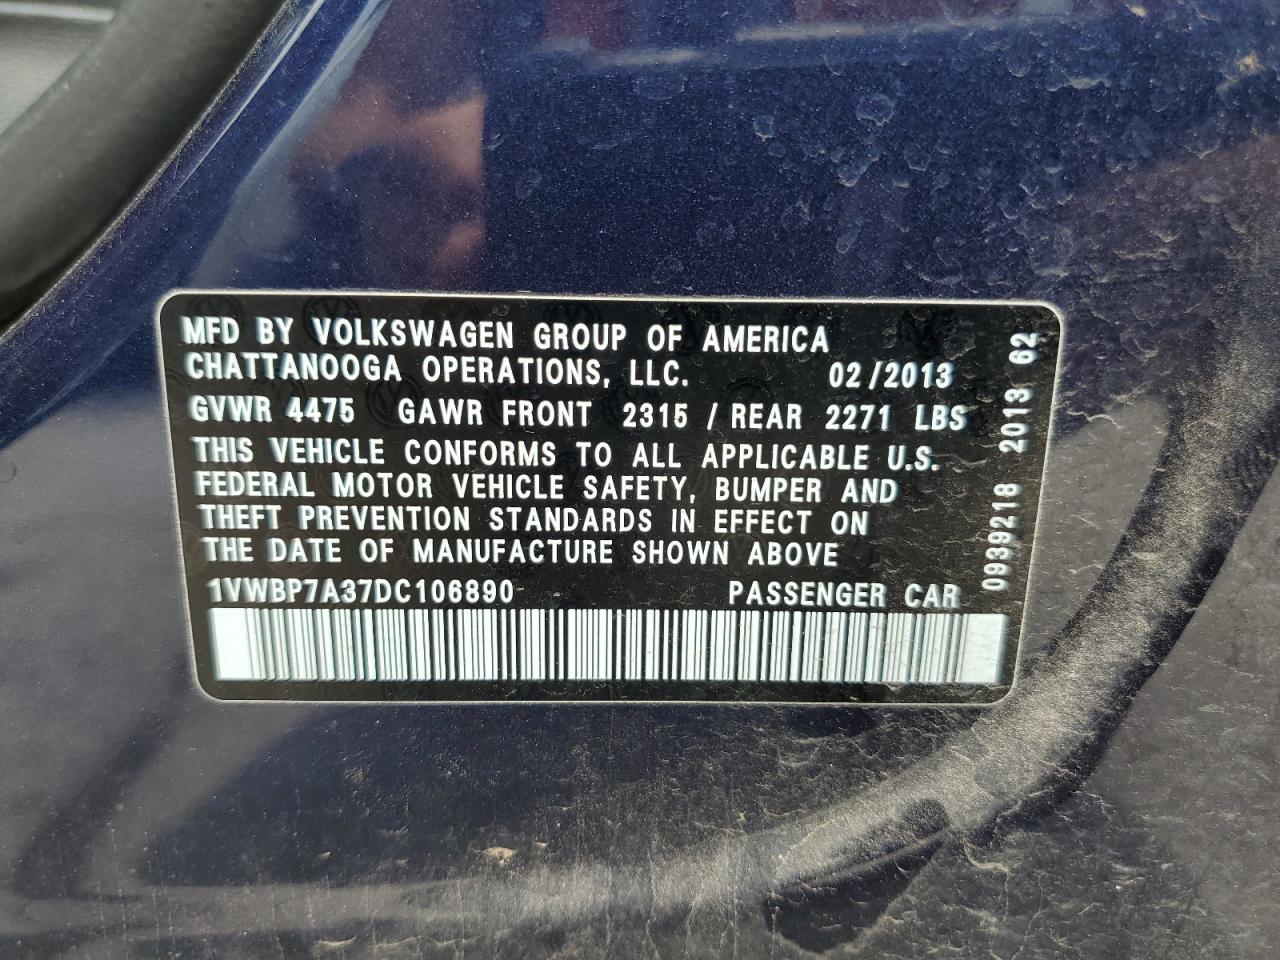 MFD BY VOLKSWAGEN GROUP OF AMERICA
CHATTANOOGA OPERATIONS, LLC. 02/2013
GVWR 4475 GAWR FRONT 2315 / REAR 2271 LBS
THIS VEHICLE CONFORMS TO ALL APPLICABLE U.S.
FEDERAL MOTOR VEHICLE SAFETY, BUMPER AND
THEFT PREVENTION STANDARDS IN EFFECT ON
THE DATE OF MANUFACTURE SHOWN ABOVE
1VWBP7A37DC106890 PASSENGER CAR
0939218 2013 62